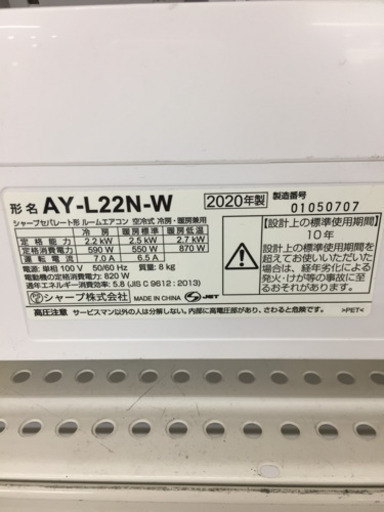 形名 AY-L22N-W 2020年製 製造番号 01050707
シャープセパレート形 ルームエアコン 空冷式 冷房・暖房兼用
冷房 暖房標準 暖房低温
定格能力 2.2 kW 2.5 kW 2.7 kW
定格消費電力 590 W 550 W 870 W
運転電流 7.0 A 6.5 A
電源: 単相 100 V 50/60 Hz 質量: 8 kg
電動機の定格消費電力: 820 W
通年エネルギー消費効率: 5.8 (JIS C 9612 : 2013)
シャープ株式会社 MADE IN CHINA JET
【設計上の標準使用期間】
10 年
設計上の標準使用期間を
超えてお使いいただいた
場合は、経年劣化による
発火・けが等の事故に至
るおそれがあります。
高圧注意 サービスマン以外の人は、分解しないでください。内部に高電圧部があり、さわると危険です。
>PET<